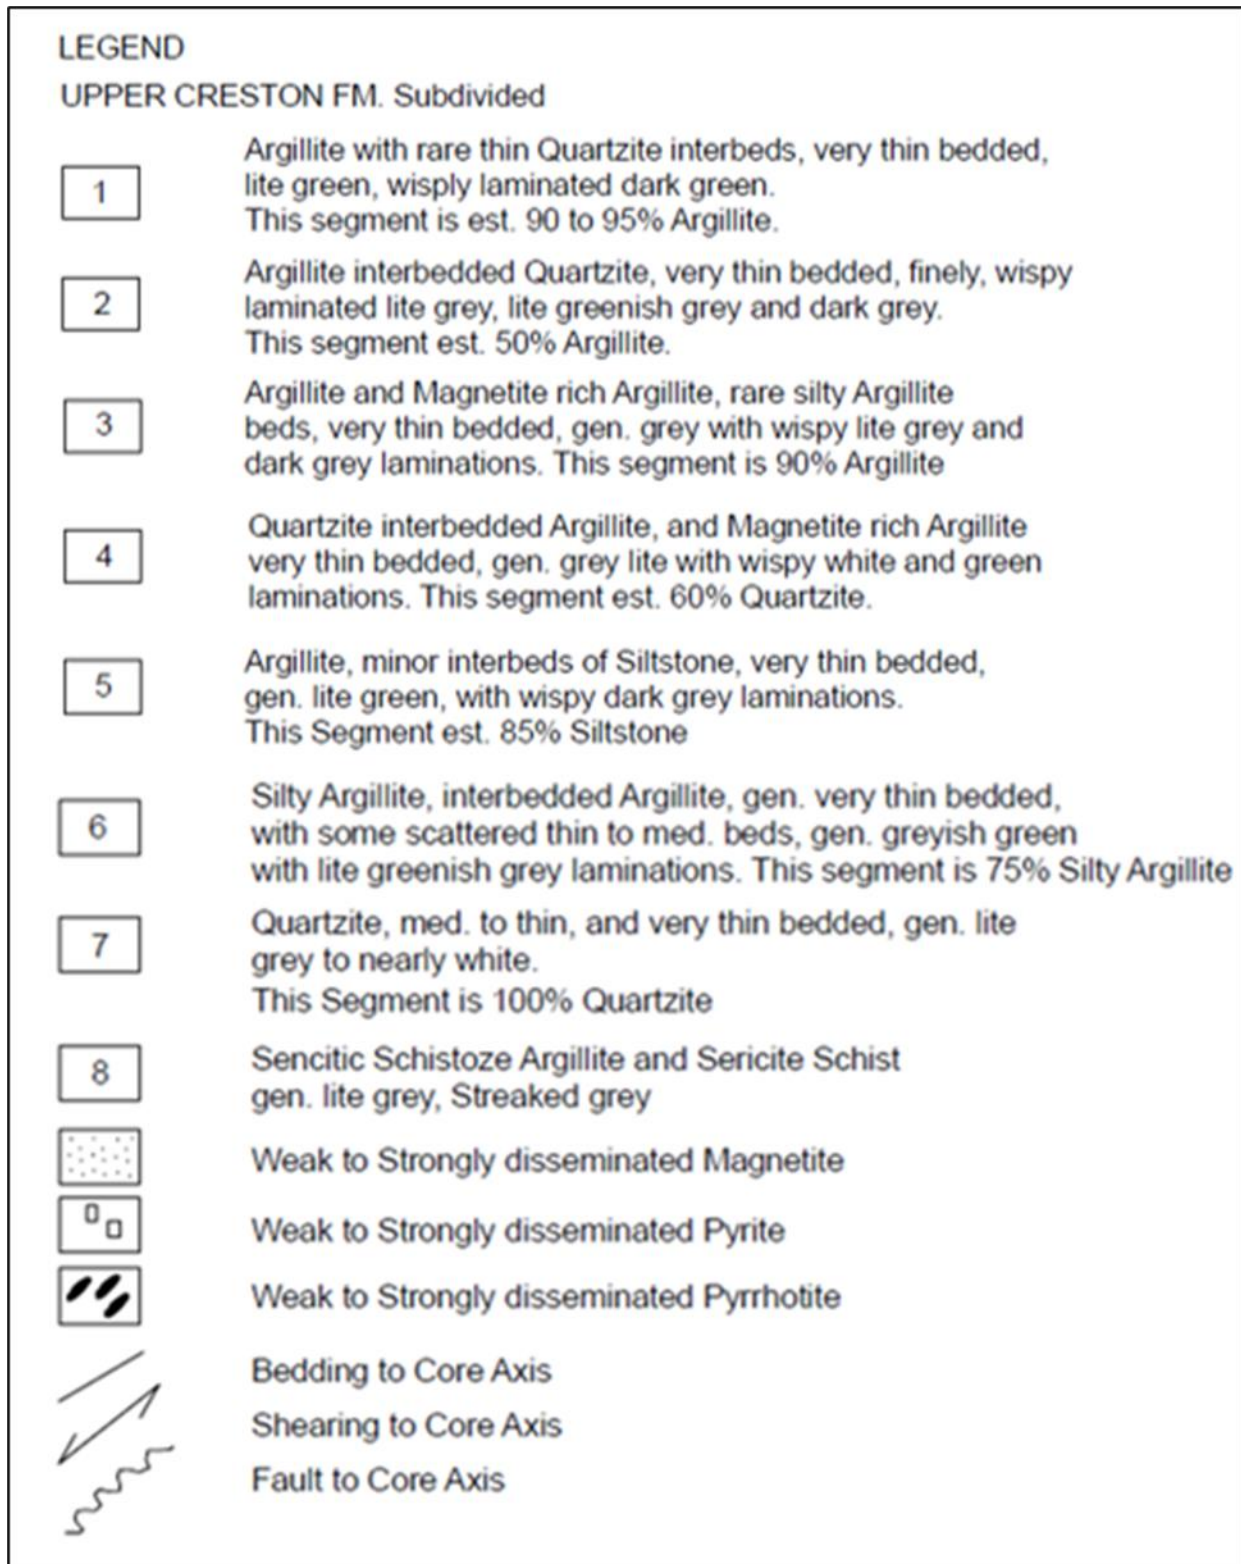 LEGEND
UPPER CRESTON FM. Subdivided
1
Argillite with rare thin Quartzite interbeds, very thin bedded,
lite green, wisply laminated dark green.
This segment is est. 90 to 95% Argillite.
2
Argillite interbedded Quartzite, very thin bedded, finely, wispy
laminated lite grey, lite greenish grey and dark grey.
This segment est. 50% Argillite.
3
Argillite and Magnetite rich Argillite, rare silty Argillite
beds, very thin bedded, gen. grey with wispy lite grey and
dark grey laminations. This segment is 90% Argillite
4
Quartzite interbedded Argillite, and Magnetite rich Argillite
very thin bedded, gen. grey lite with wispy white and green
laminations. This segment est. 60% Quartzite.
5
Argillite, minor interbeds of Siltstone, very thin bedded,
gen. lite green, with wispy dark grey laminations.
This Segment est. 85% Siltstone
6
Silty Argillite, interbedded Argillite, gen. very thin bedded,
with some scattered thin to med. beds, gen. greyish green
with lite greenish grey laminations. This segment is 75% Silty Argillite
7
Quartzite, med. to thin, and very thin bedded, gen. lite
grey to nearly white.
This Segment is 100% Quartzite
8
Sencitic Schistoze Argillite and Sericite Schist
gen. lite grey, Streaked grey
Weak to Strongly disseminated Magnetite
Weak to Strongly disseminated Pyrite
Weak to Strongly disseminated Pyrrhotite
Bedding to Core Axis
Shearing to Core Axis
Fault to Core Axis